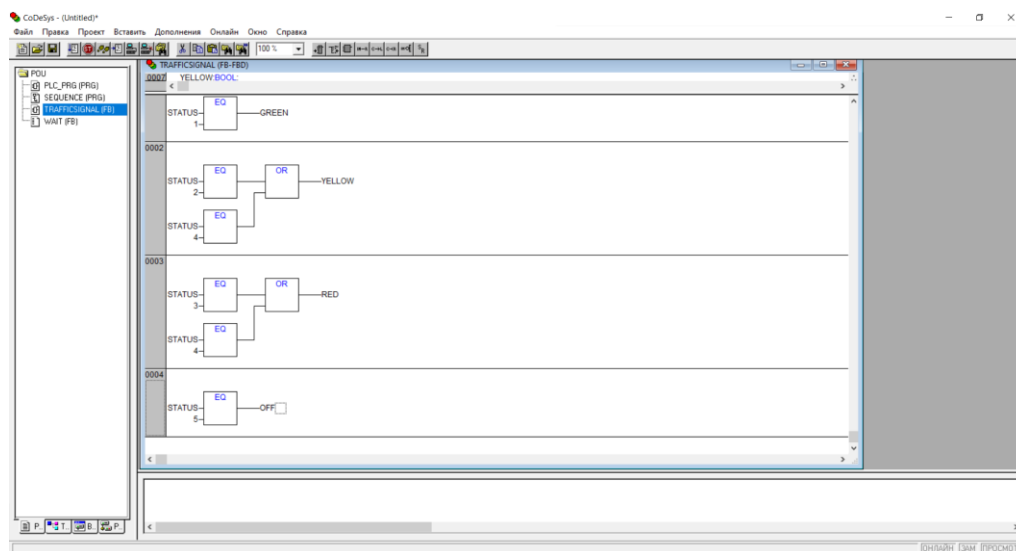 CoDeSys - (Untitled)*
Файл Правка Проект Вставить Дополнения Онлайн Окно Справка
100 %
POU
PLC_PRG (PRG)
SEQUENCE (PRG)
TRAFFICSIGNAL (FB)
WAIT (FB)
TRAFFICSIGNAL (FB-FBD)
0007 YELLOW:BOOL;
EQ
STATUS GREEN
1
0002
EQ OR
STATUS YELLOW
2
EQ
STATUS
4
0003
EQ OR
STATUS RED
3
EQ
STATUS
4
0004
EQ
STATUS OFF
5
P.. T.. B.. P..
ОНЛАЙН ЗАМ ПРОСМОТ